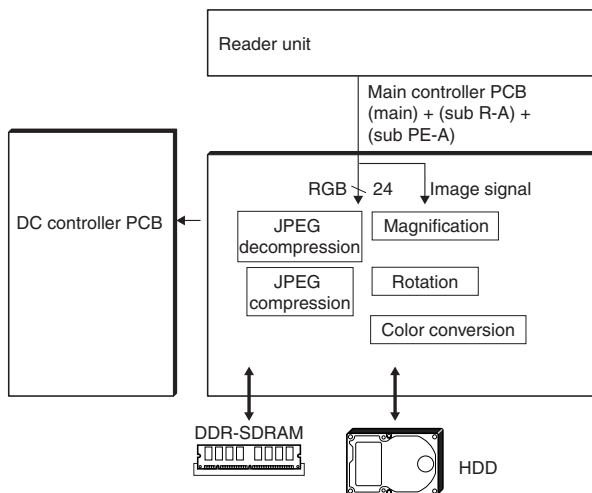 Reader unit
Main controller PCB
(main) + (sub R-A) +
(sub PE-A)
DC controller PCB
RGB 24 Image signal
JPEG
decompression
Magnification
JPEG
compression
Rotation
Color conversion
DDR-SDRAM
HDD